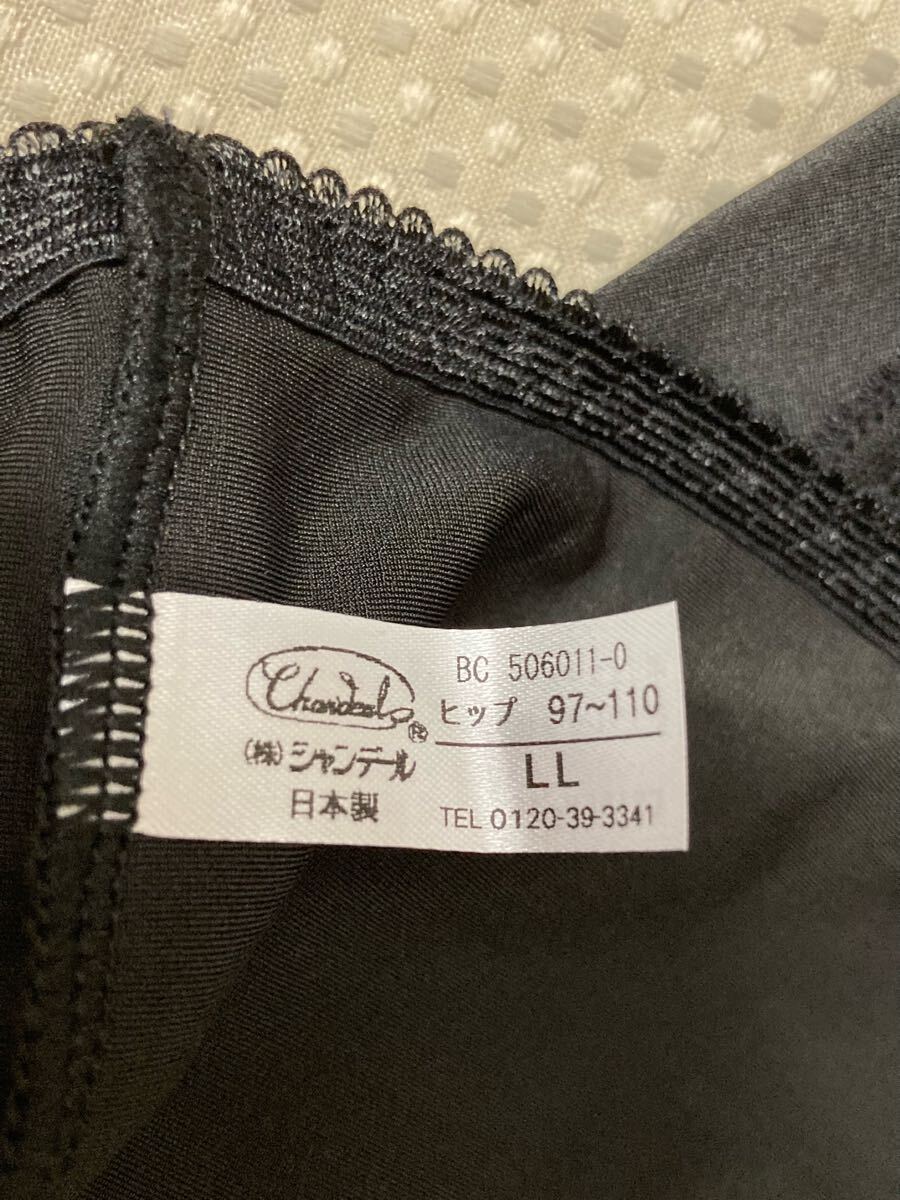 Chandeal®
(株) シャンデール
日本製
BC 506011-0
ヒップ 97~110
LL
TEL 0120-39-3341